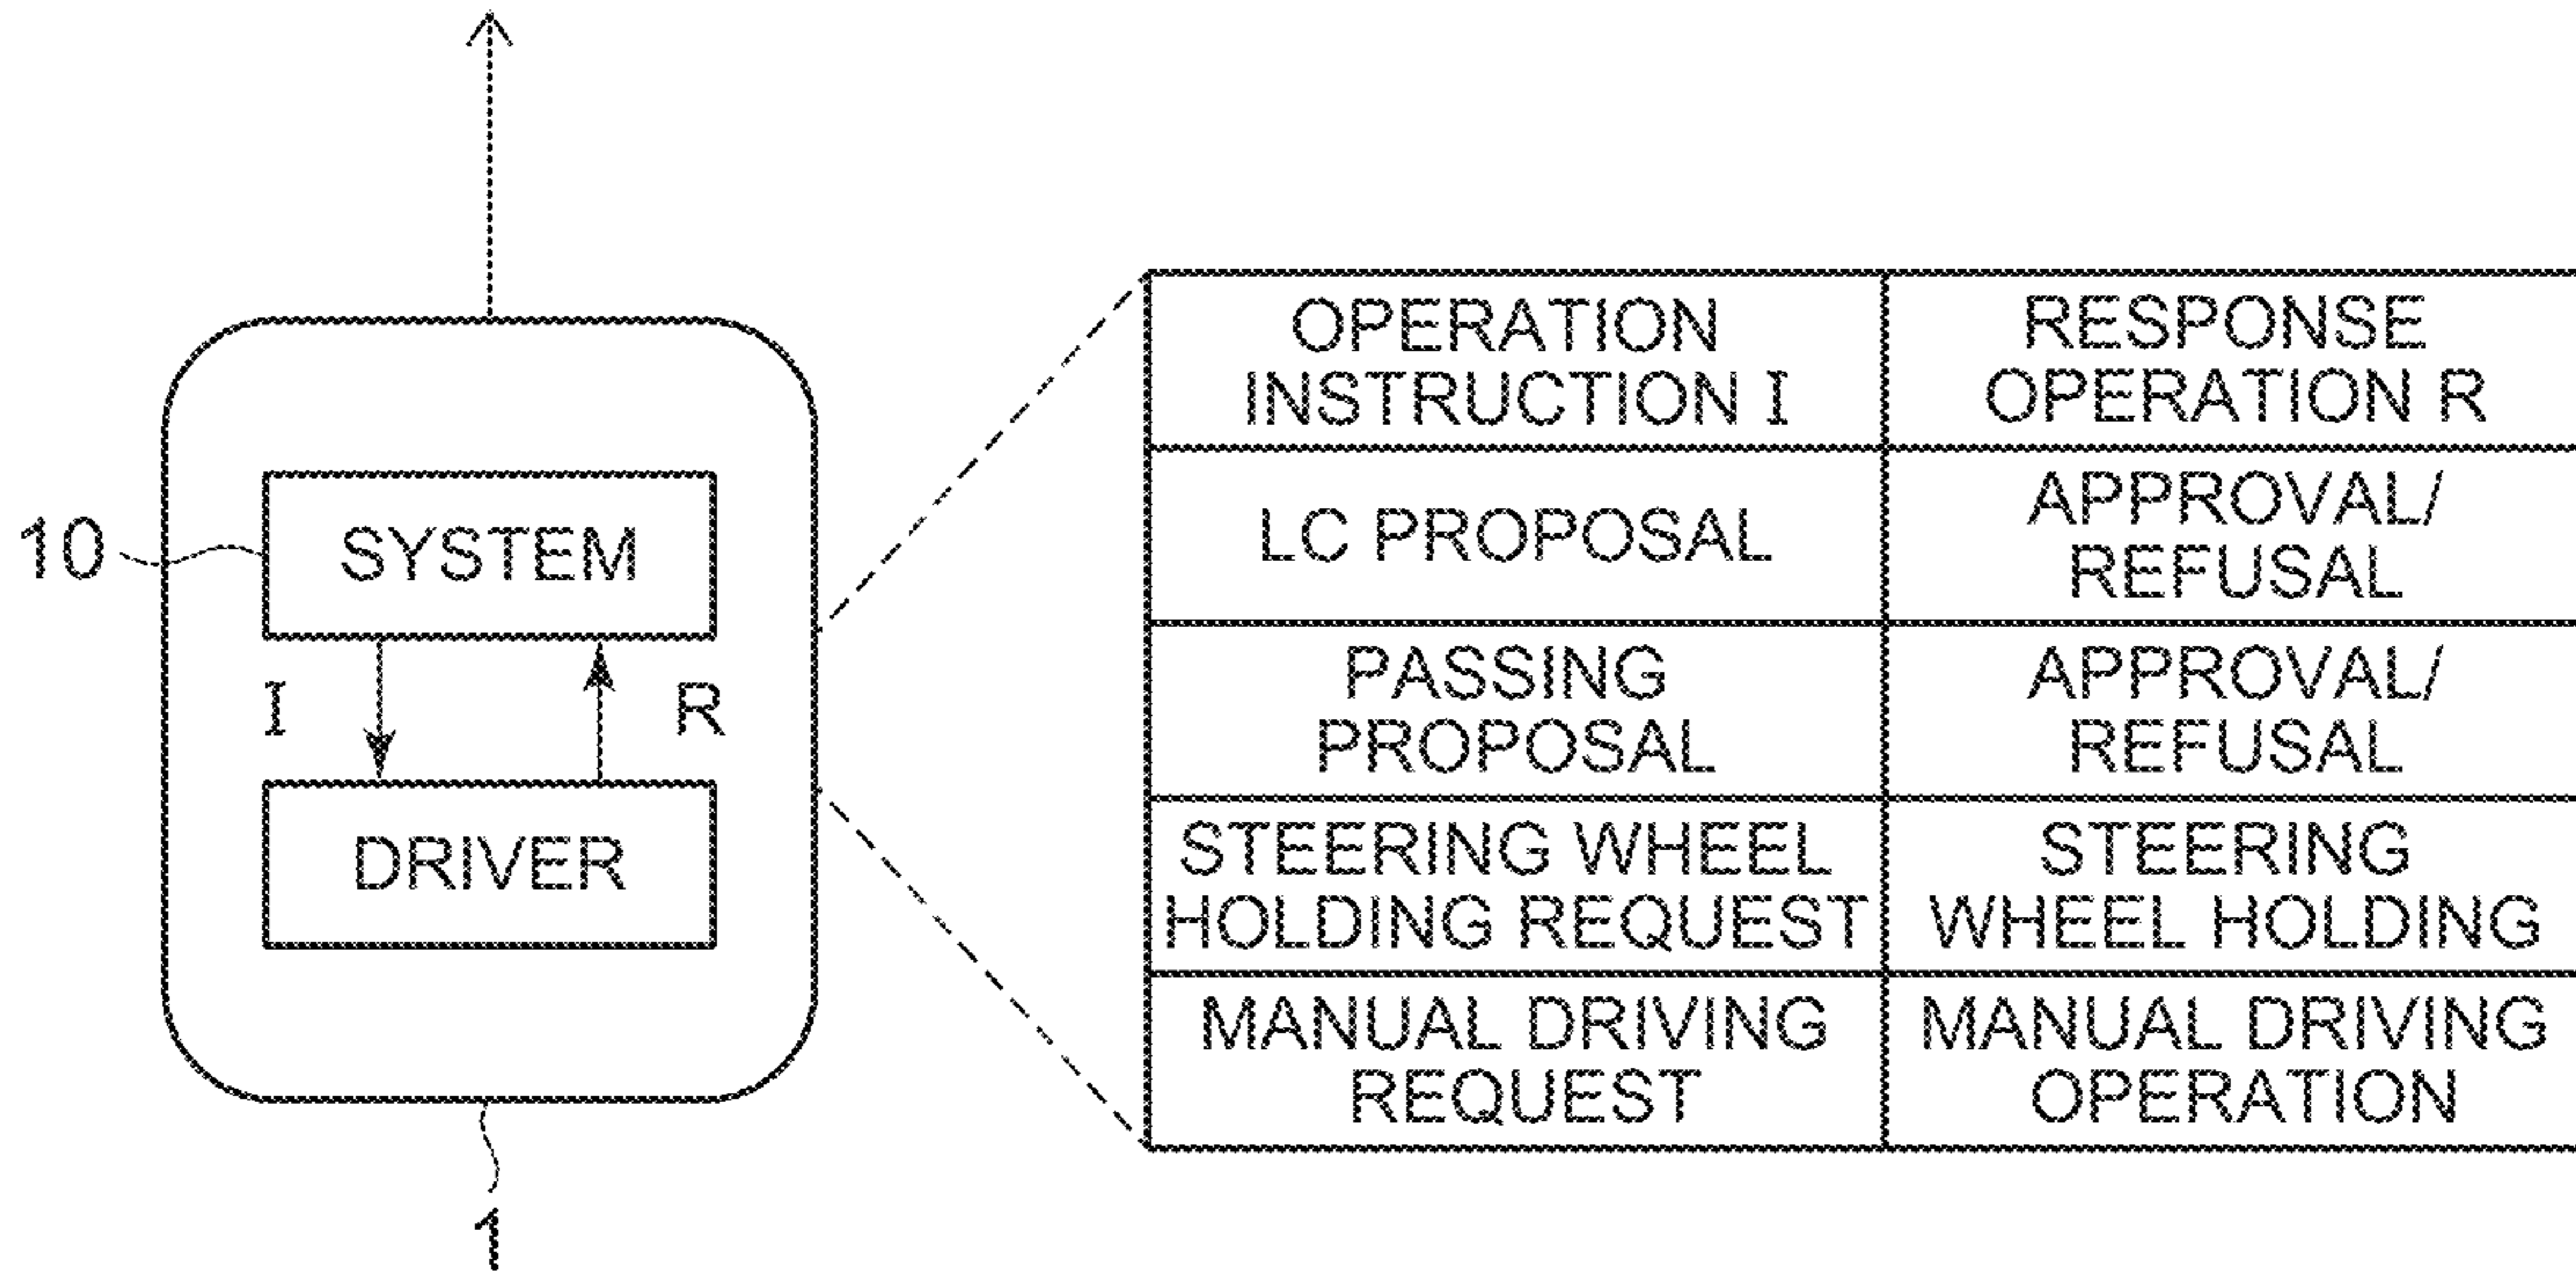 10
SYSTEM
I
R
DRIVER
1
OPERATION
INSTRUCTION I
RESPONSE
OPERATION R
LC PROPOSAL
APPROVAL/
REFUSAL
PASSING
PROPOSAL
APPROVAL/
REFUSAL
STEERING WHEEL
HOLDING REQUEST
STEERING
WHEEL HOLDING
MANUAL DRIVING
REQUEST
MANUAL DRIVING
OPERATION